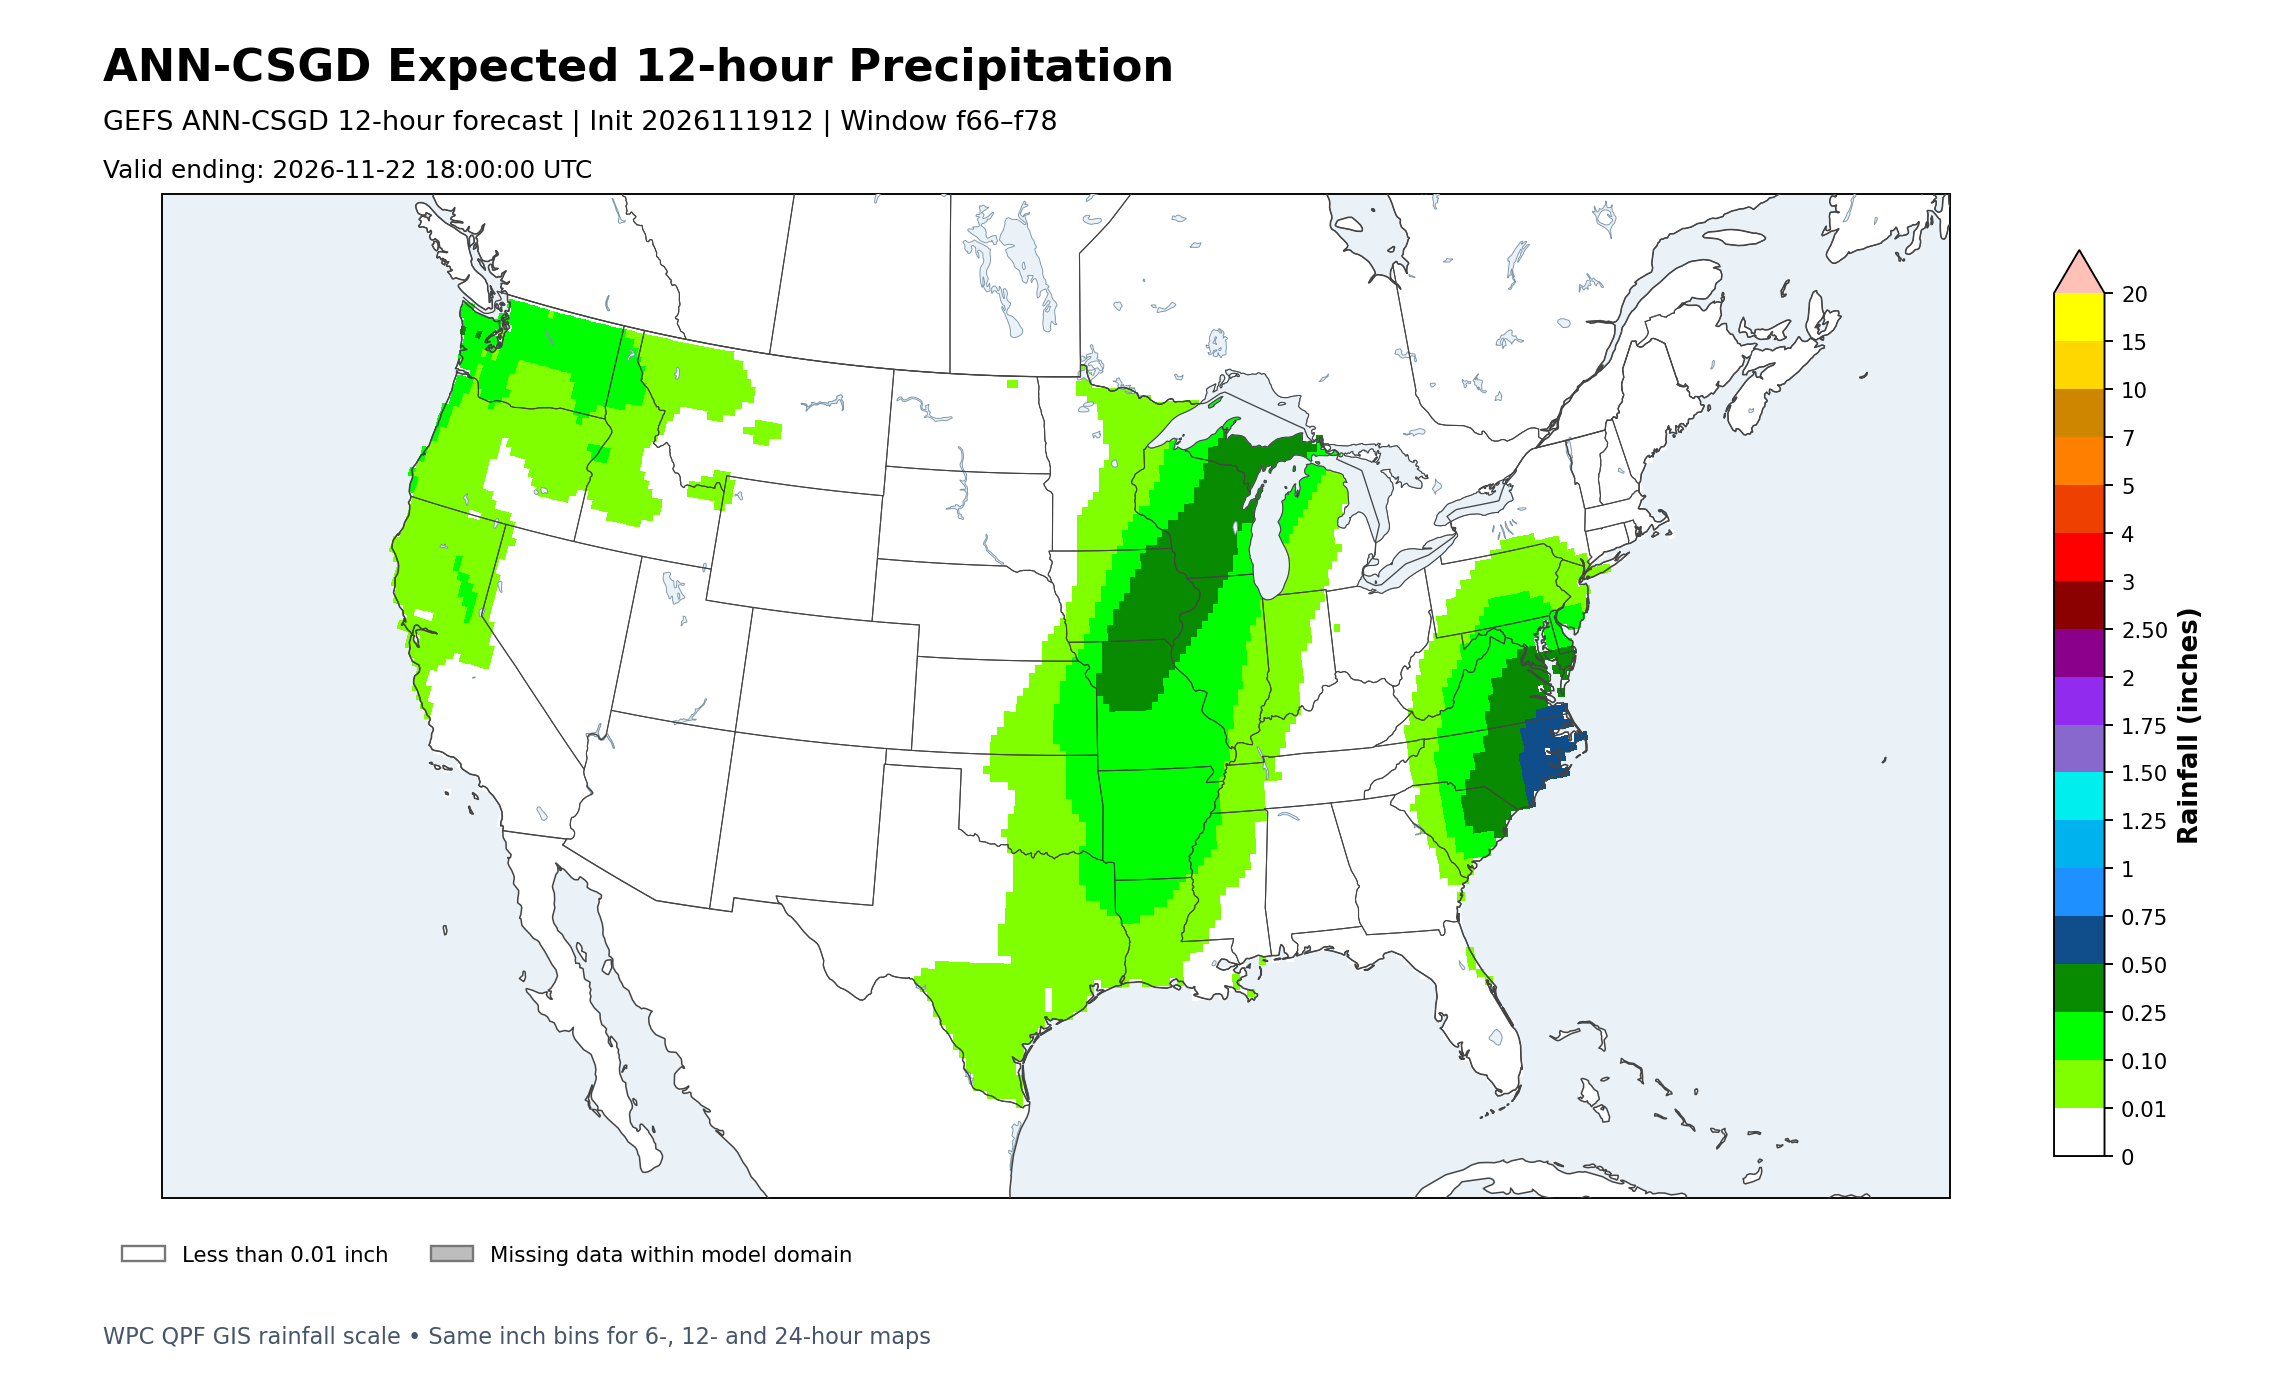 ANN-CSGD Expected 12-hour Precipitation
GEFS ANN-CSGD 12-hour forecast | Init 2026111912 | Window f66–f78
Valid ending: 2026-11-22 18:00:00 UTC
20
15
10
7
5
4
3
2.50
2
1.75
1.50
1.25
1
0.75
0.50
0.25
0.10
0.01
0
Rainfall (inches)
Less than 0.01 inch
Missing data within model domain
WPC QPF GIS rainfall scale • Same inch bins for 6-, 12- and 24-hour maps